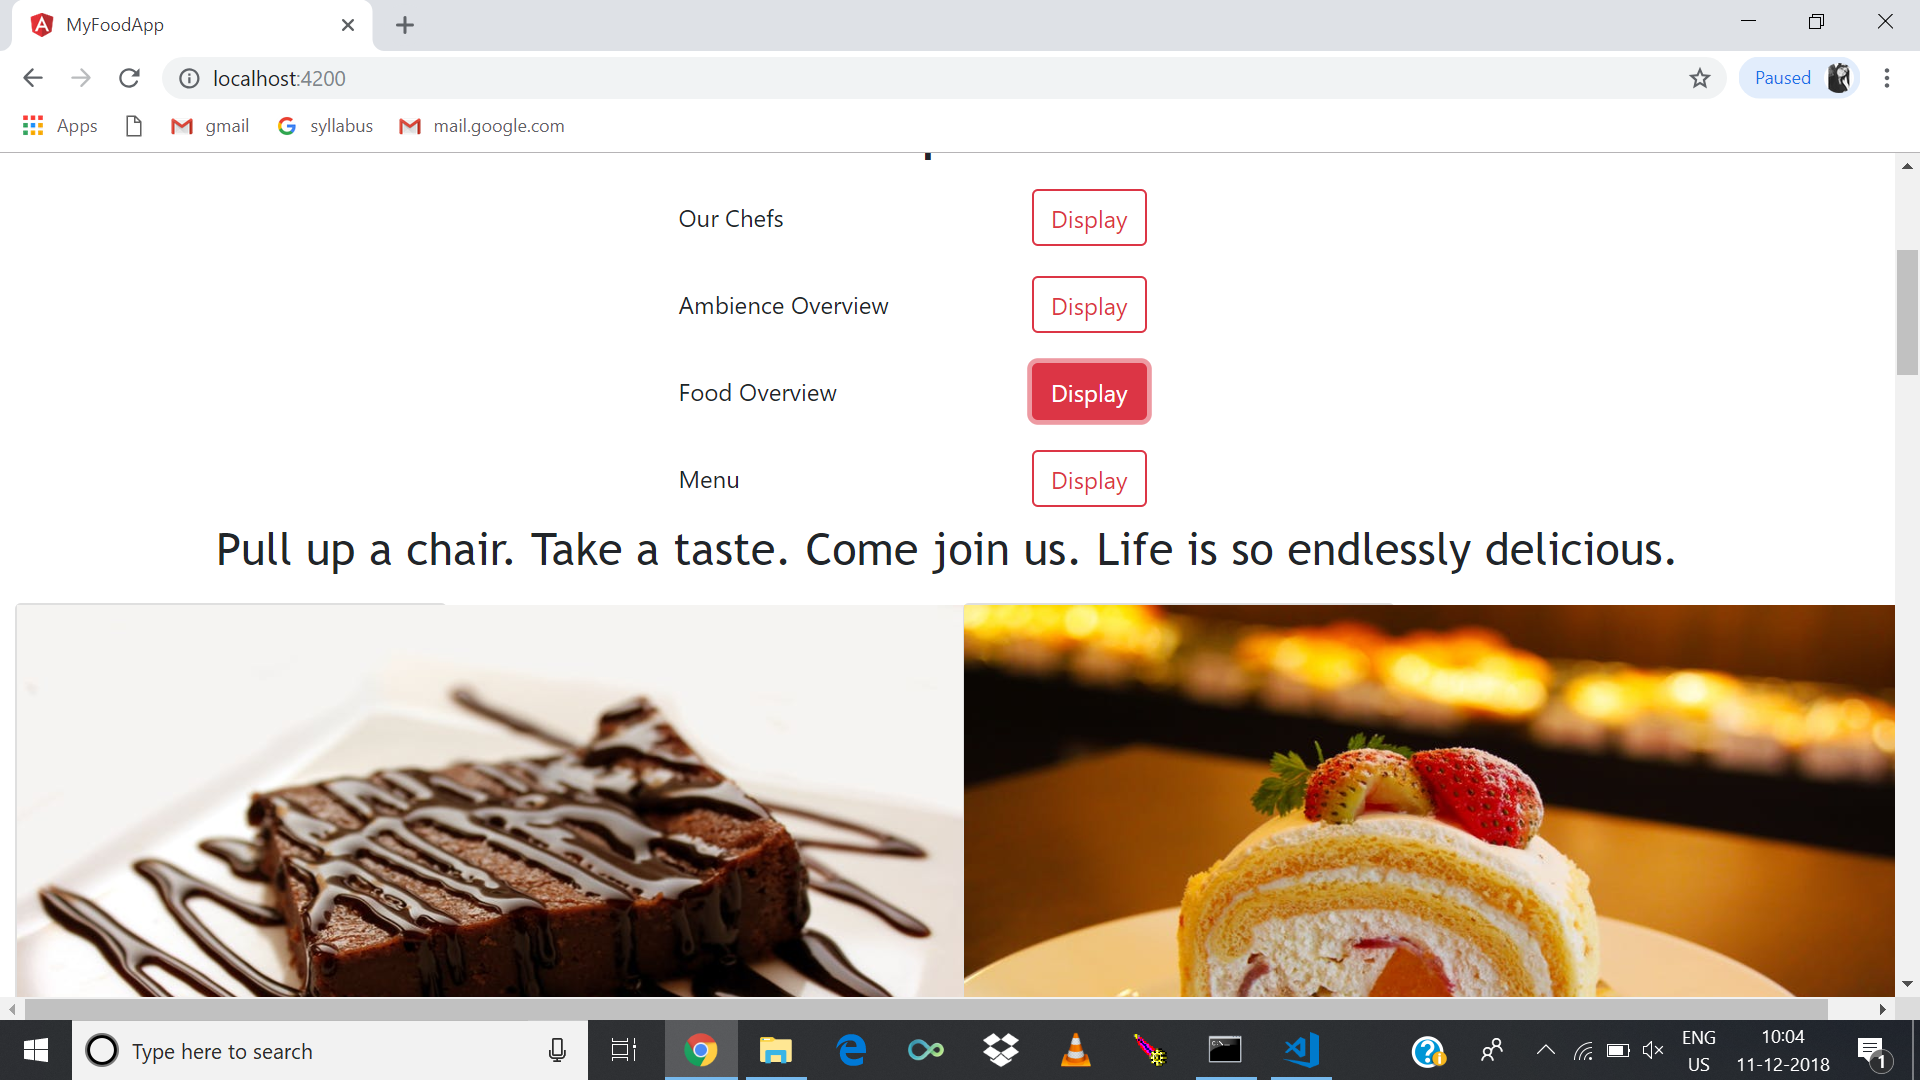 MyFoodApp
localhost:4200
Paused
Apps
gmail
syllabus
mail.google.com
Our Chefs Display
Ambience Overview Display
Food Overview Display
Menu Display
Pull up a chair. Take a taste. Come join us. Life is so endlessly delicious.
Type here to search
ENG
US
10:04
11-12-2018
1